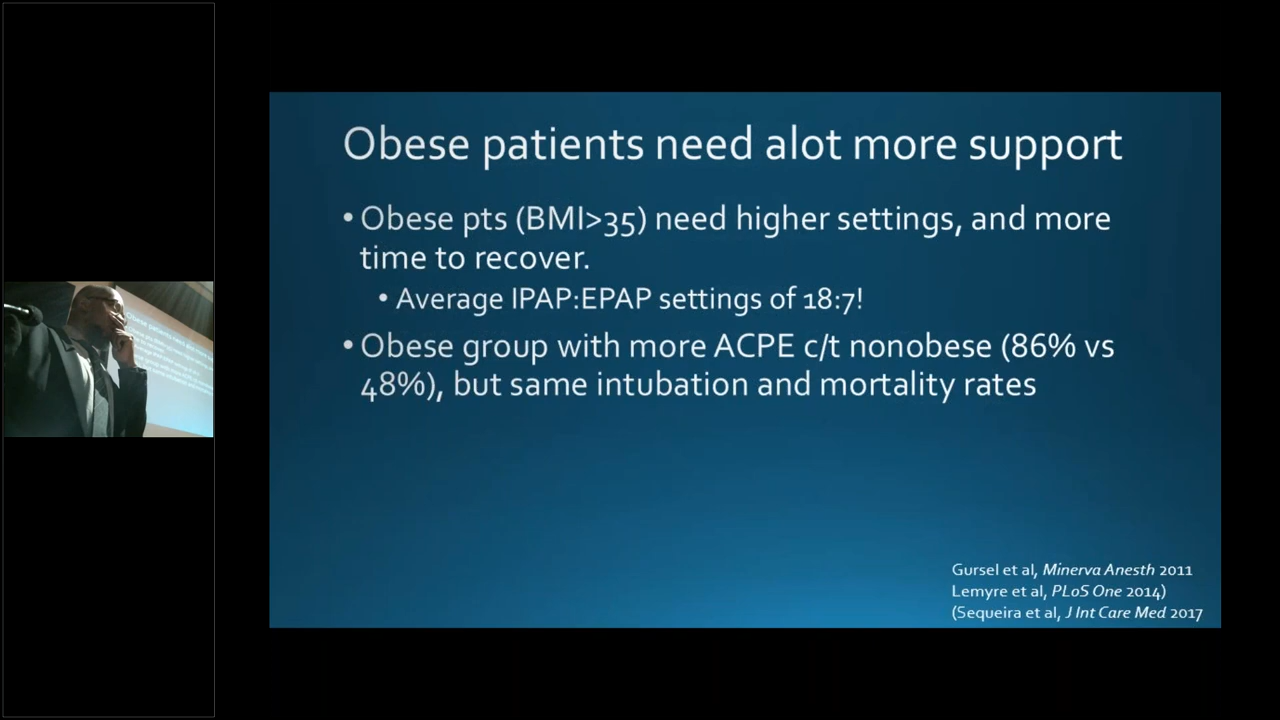 Obese patients need alot more support
• Obese pts (BMI>35) need higher settings, and more
time to recover.
• Average IPAP:EPAP settings of 18:7!
• Obese group with more ACPE c/t nonobese (86% vs
48%), but same intubation and mortality rates
Gursel et al, Minerva Anesth 2011
Lemyre et al, PLoS One 2014)
(Sequeira et al, J Int Care Med 2017